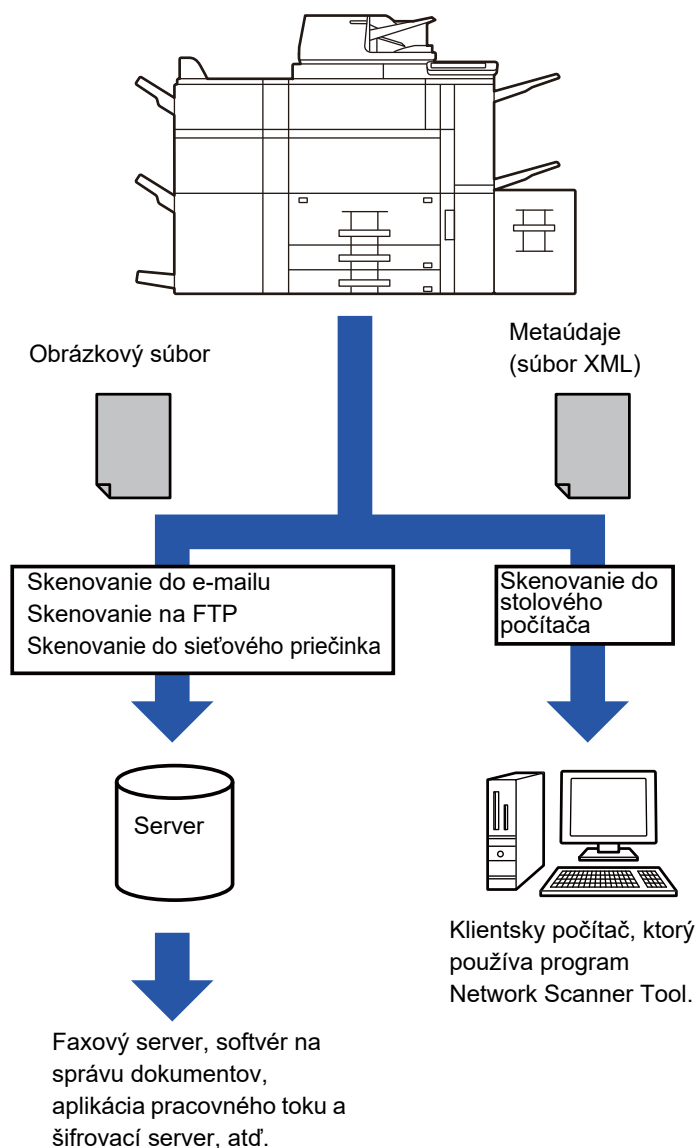 Obrázkový súbor
Metaúdaje
(súbor XML)
Skenovanie do e-mailu
Skenovanie na FTP
Skenovanie do sieťového priečinka
Skenovanie do
stolového
počítača
Server
Klientsky počítač, ktorý
používa program
Network Scanner Tool.
Faxový server, softvér na
správu dokumentov,
aplikácia pracovného toku a
šifrovací server, atď.